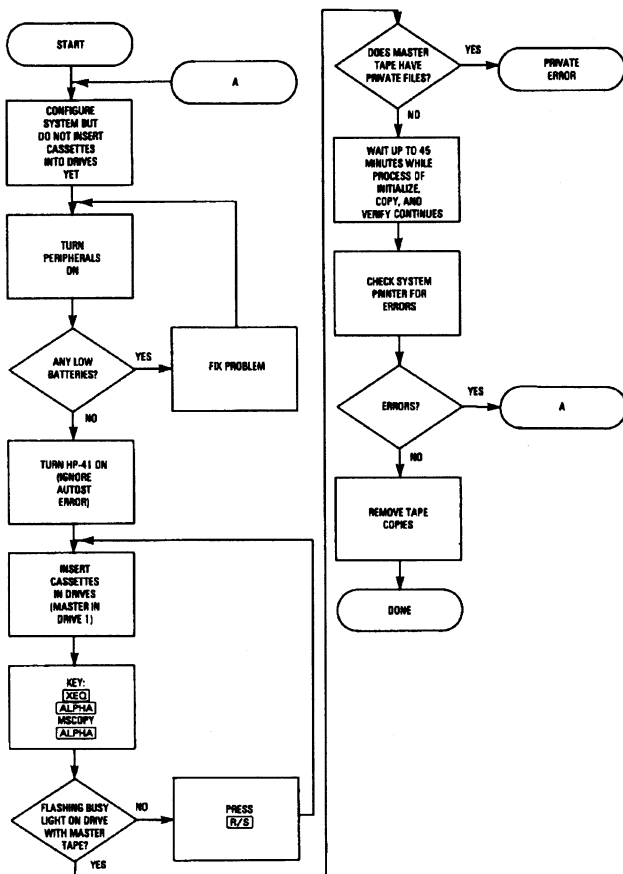 START
A
CONFIGURE
SYSTEM BUT
DO NOT INSERT
CASSETTES
INTO DRIVES
YET
TURN
PERIPHERALS
ON
ANY LOW
BATTERIES?
YES
FIX PROBLEM
NO
TURN HP-41 ON
(IGNORE
AUTOST
ERROR)
INSERT
CASSETTES
IN DRIVES
(MASTER IN
DRIVE 1)
KEY:
XEQ
ALPHA
MSCOPY
ALPHA
FLASHING BUSY
LIGHT ON DRIVE
WITH MASTER
TAPE?
NO
PRESS
R/S
YES
DOES MASTER
TAPE HAVE
PRIVATE FILES?
YES
PRIVATE
ERROR
NO
WAIT UP TO 45
MINUTES WHILE
PROCESS OF
INITIALIZE,
COPY, AND
VERIFY CONTINUES
CHECK SYSTEM
PRINTER FOR
ERRORS
ERRORS?
YES
A
NO
REMOVE TAPE
COPIES
DONE